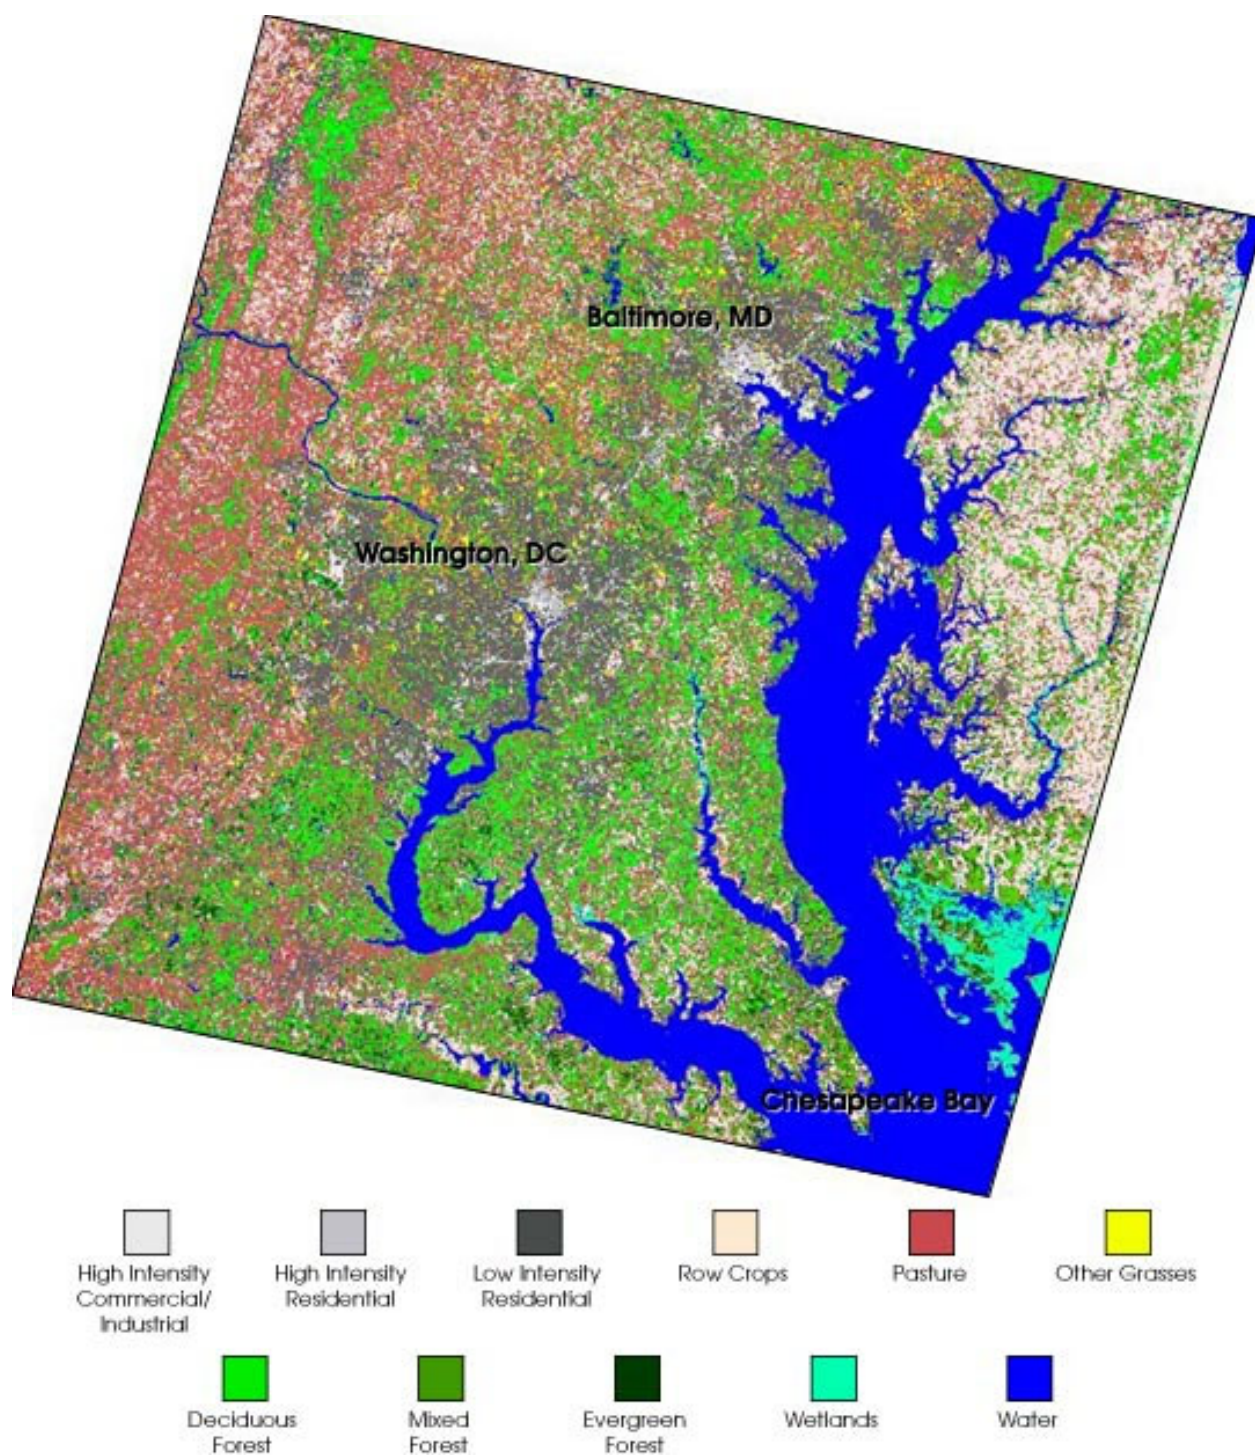 Baltimore, MD
Washington, DC
Chesapeake Bay
High Intensity
Commercial/
Industrial
High Intensity
Residential
Low Intensity
Residential
Row Crops
Pasture
Other Grasses
Deciduous
Forest
Mixed
Forest
Evergreen
Forest
Wetlands
Water